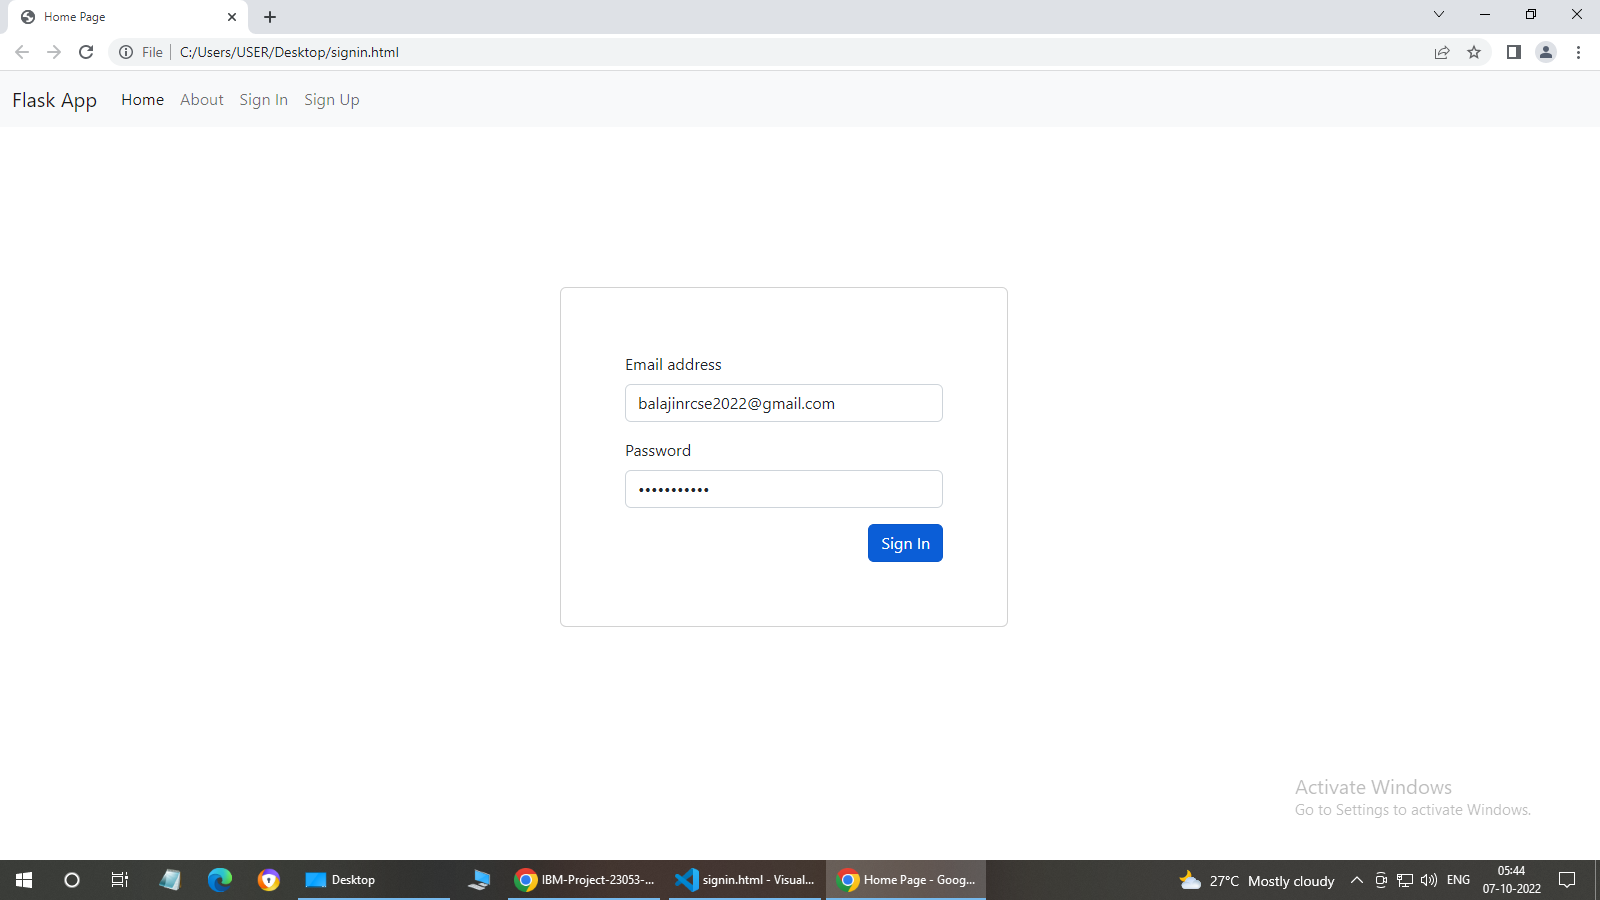 Home Page
File C:/Users/USER/Desktop/signin.html
Flask App Home About Sign In Sign Up
Email address
balajinrcse2022@gmail.com
Password
•••••••••••
Sign In
Activate Windows
Go to Settings to activate Windows.
Desktop IBM-Project-23053-... signin.html - Visual... Home Page - Goog... 27°C Mostly cloudy ENG 05:44
07-10-2022